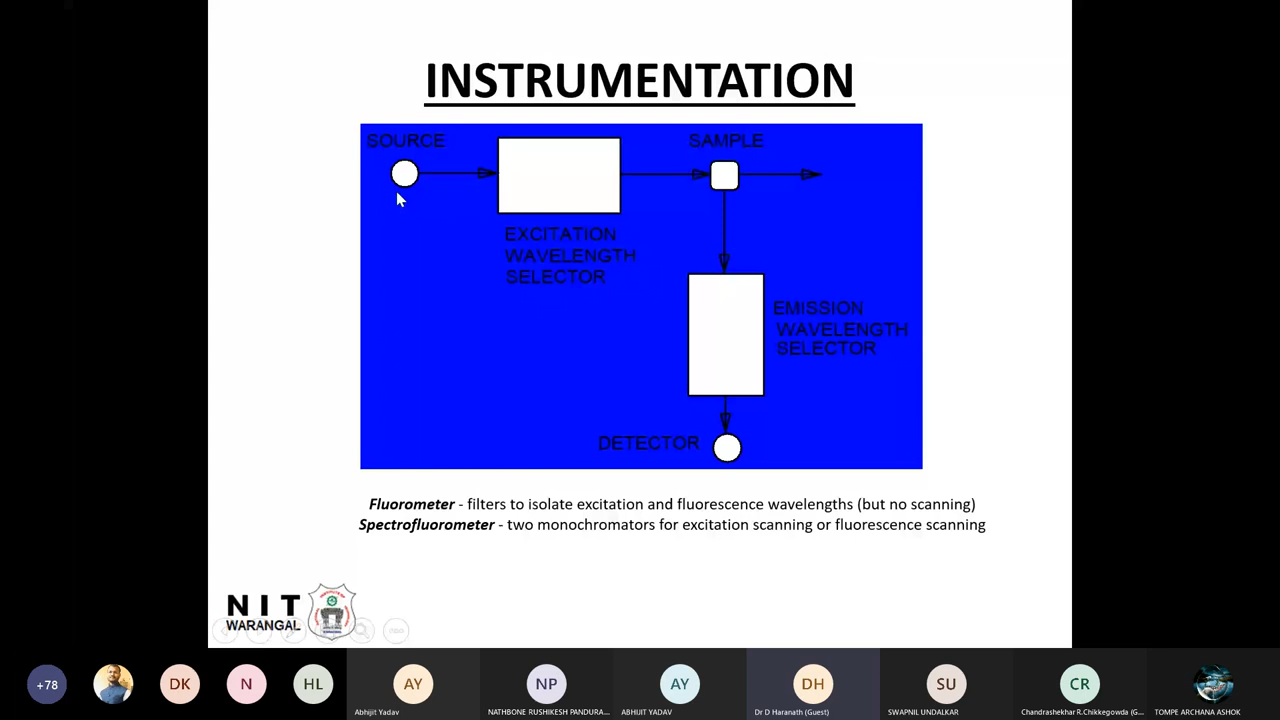 INSTRUMENTATION
SOURCE
SAMPLE
EXCITATION
WAVELENGTH
SELECTOR
EMISSION
WAVELENGTH
SELECTOR
DETECTOR
Fluorometer - filters to isolate excitation and fluorescence wavelengths (but no scanning)
Spectrofluorometer - two monochromators for excitation scanning or fluorescence scanning
NIT
WARANGAL
+78
DK
N
HL
AY
Abhijit Yadav
NP
NATHBONE RUSHIKESH PANDURA...
AY
ABHIJIT YADAV
DH
Dr D Haranath (Guest)
SU
SWAPNIL UNDALKAR
CR
Chandrashekhar R.Chikkegowda (G...
TOMPE ARCHANA ASHOK